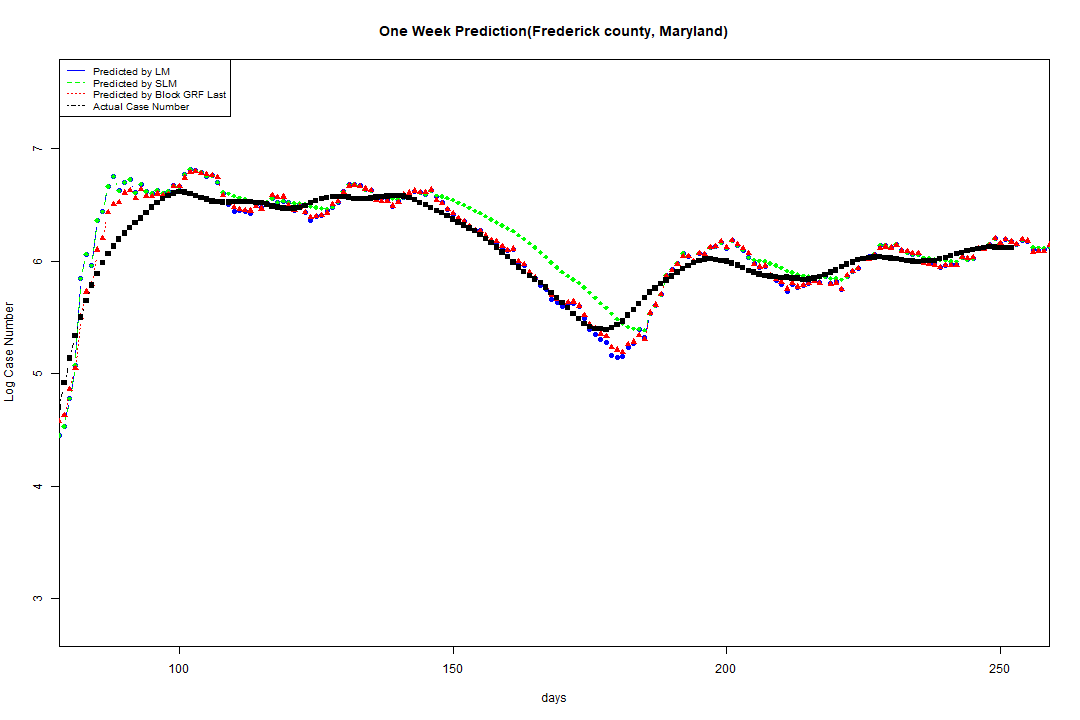 One Week Prediction(Frederick county, Maryland)
Predicted by LM
Predicted by SLM
Predicted by Block GRF Last
Actual Case Number
7
6
5
4
3
Log Case Number
100 150 200 250
days